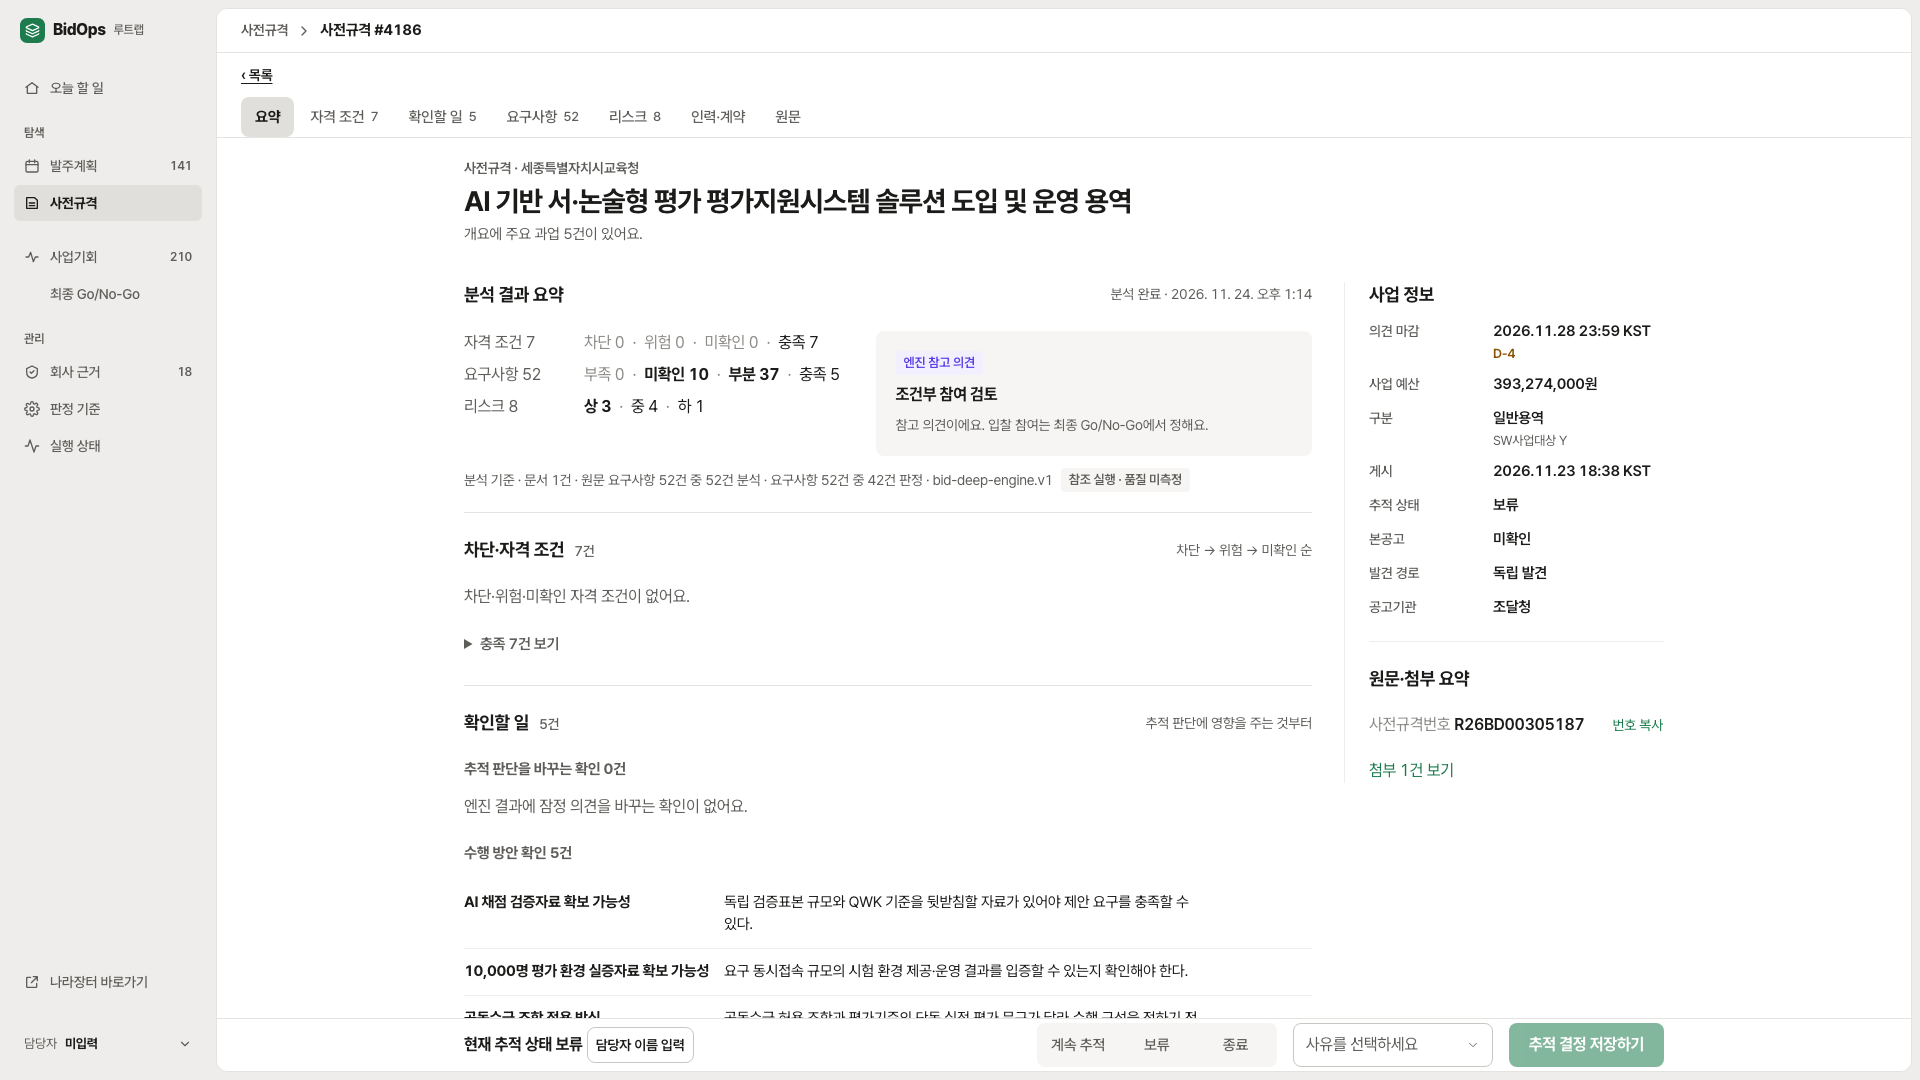 BidOps 루트랩
오늘 할 일
탐색
발주계획 141
사전규격
사업기회 210
최종 Go/No-Go
관리
회사 근거 18
판정 기준
실행 상태
나라장터 바로가기
담당자 미입력
사전규격 > 사전규격 #4186
‹ 목록
요약 자격 조건 7 확인할 일 5 요구사항 52 리스크 8 인력·계약 원문
사전규격 · 세종특별자치시교육청
AI 기반 서·논술형 평가 평가지원시스템 솔루션 도입 및 운영 용역
개요에 주요 과업 5건이 있어요.
분석 결과 요약 분석 완료 · 2026. 11. 24. 오후 1:14
자격 조건 7 차단 0 · 위험 0 · 미확인 0 · 충족 7
요구사항 52 부족 0 · 미확인 10 · 부분 37 · 충족 5
리스크 8 상 3 · 중 4 · 하 1
엔진 참고 의견
조건부 참여 검토
참고 의견이에요. 입찰 참여는 최종 Go/No-Go에서 정해요.
분석 기준 · 문서 1건 · 원문 요구사항 52건 중 52건 분석 · 요구사항 52건 중 42건 판정 · bid-deep-engine.v1 참조 실행 · 품질 미측정
차단·자격 조건 7건 차단 → 위험 → 미확인 순
차단·위험·미확인 자격 조건이 없어요.
▶ 충족 7건 보기
확인할 일 5건 추적 판단에 영향을 주는 것부터
추적 판단을 바꾸는 확인 0건
엔진 결과에 잠정 의견을 바꾸는 확인이 없어요.
수행 방안 확인 5건
AI 채점 검증자료 확보 가능성 독립 검증표본 규모와 QWK 기준을 뒷받침할 자료가 있어야 제안 요구를 충족할 수
있다.
10,000명 평가 환경 실증자료 확보 가능성 요구 동시접속 규모의 시험 환경 제공·운영 결과를 입증할 수 있는지 확인해야 한다.
사업 정보
의견 마감 2026.11.28 23:59 KST
D-4
사업 예산 393,274,000원
구분 일반용역
SW사업대상 Y
게시 2026.11.23 18:38 KST
추적 상태 보류
본공고 미확인
발견 경로 독립 발견
공고기관 조달청
원문·첨부 요약
사전규격번호 R26BD00305187 번호 복사
첨부 1건 보기
현재 추적 상태 보류 담당자 이름 입력 계속 추적 보류 종료 사유를 선택하세요 추적 결정 저장하기